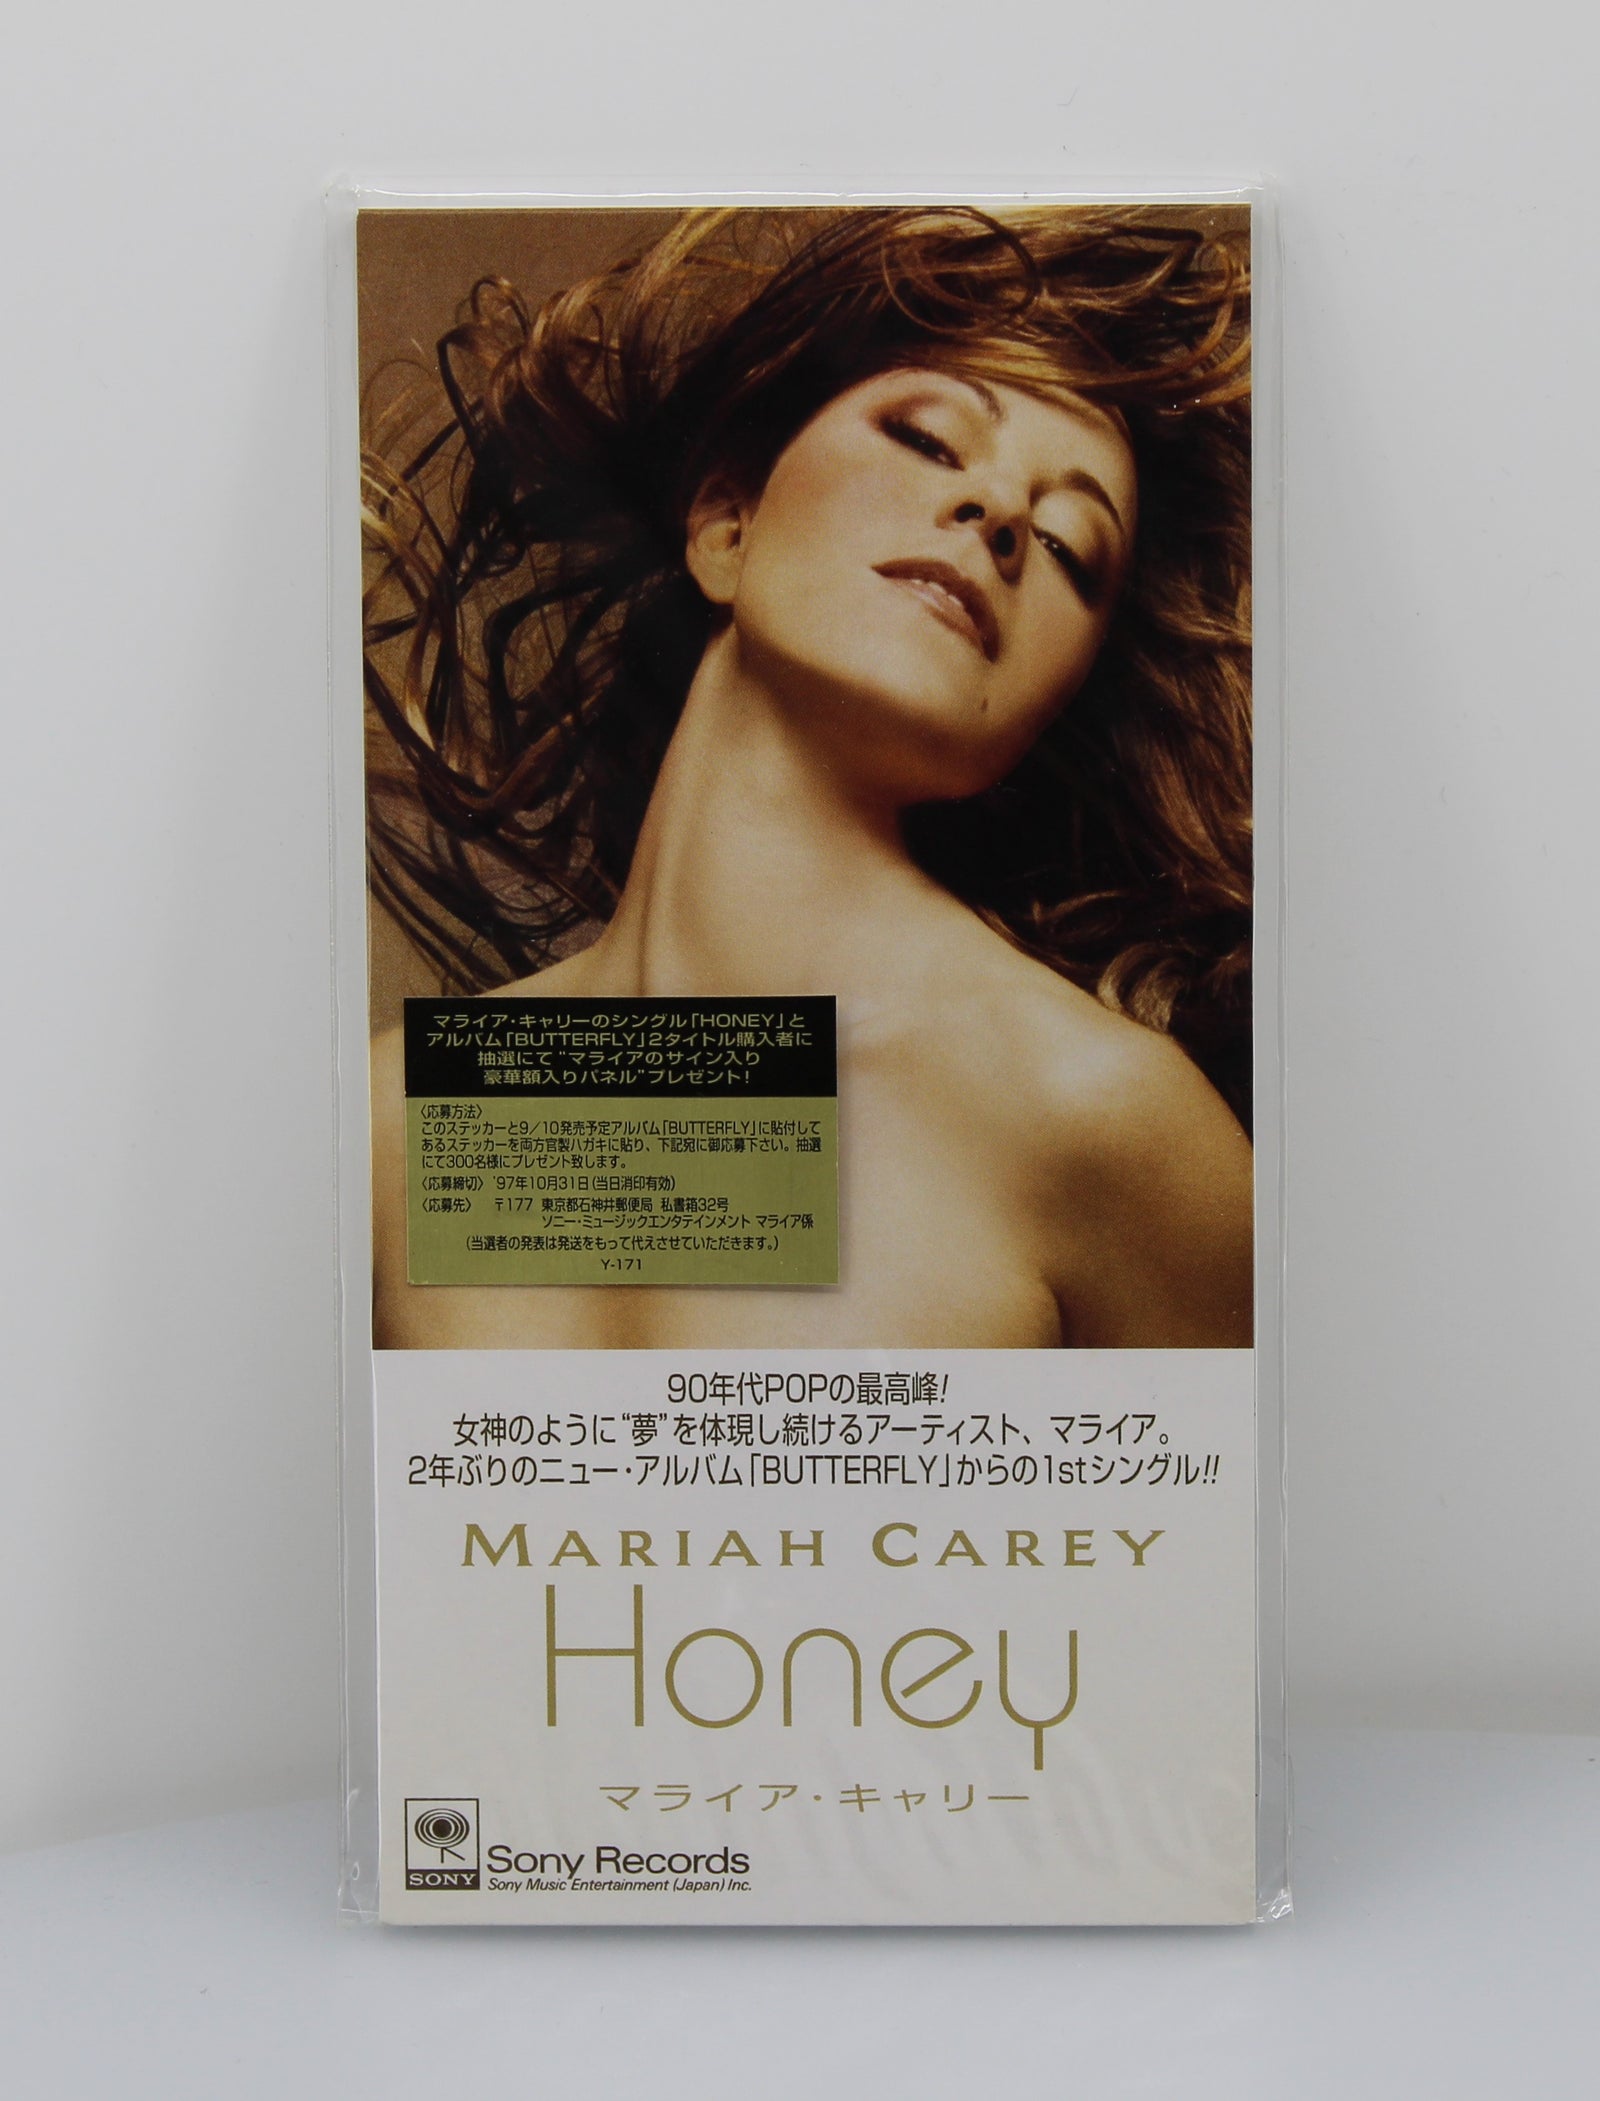 マライア・キャリーのシングル「HONEY」と
アルバム「BUTTERFLY」2タイトル購入者に
抽選にて“マライアのサイン入り
豪華額入りパネル”プレゼント!
〈応募方法〉
このステッカーと9/10発売予定アルバム「BUTTERFLY」に貼付して
あるステッカーを両方官製ハガキに貼り、下記宛に御応募下さい。抽選
にて300名様にプレゼント致します。
〈応募締切〉 '97年10月31日(当日消印有効)
〈応募先〉 〒177 東京都石神井郵便局 私書箱32号
ソニー・ミュージックエンタテインメント マライア係
(当選者の発表は発送をもって代えさせていただきます。)
Y-171
90年代POPの最高峰!
女神のように“夢”を体現し続けるアーティスト、マライア。
2年ぶりのニュー・アルバム「BUTTERFLY」からの1stシングル!!
MARIAH CAREY
Honey
マライア・キャリー
SONY
Sony Records
Sony Music Entertainment (Japan) Inc.